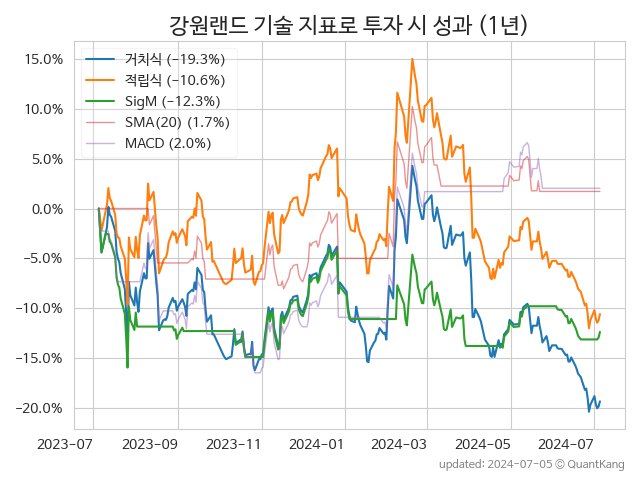 강원랜드 기술 지표로 투자 시 성과 (1년)
15.0%
10.0%
5.0%
0.0%
−5.0%
−10.0%
−15.0%
−20.0%
거치식 (−19.3%)
적립식 (−10.6%)
SigM (−12.3%)
SMA(20) (1.7%)
MACD (2.0%)
2023-07
2023-09
2023-11
2024-01
2024-03
2024-05
2024-07
updated: 2024-07-05 © QuantKang